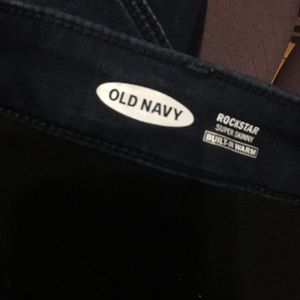 OLD NAVY
ROCKSTAR
SUPER SKINNY
BUILT-IN WARM